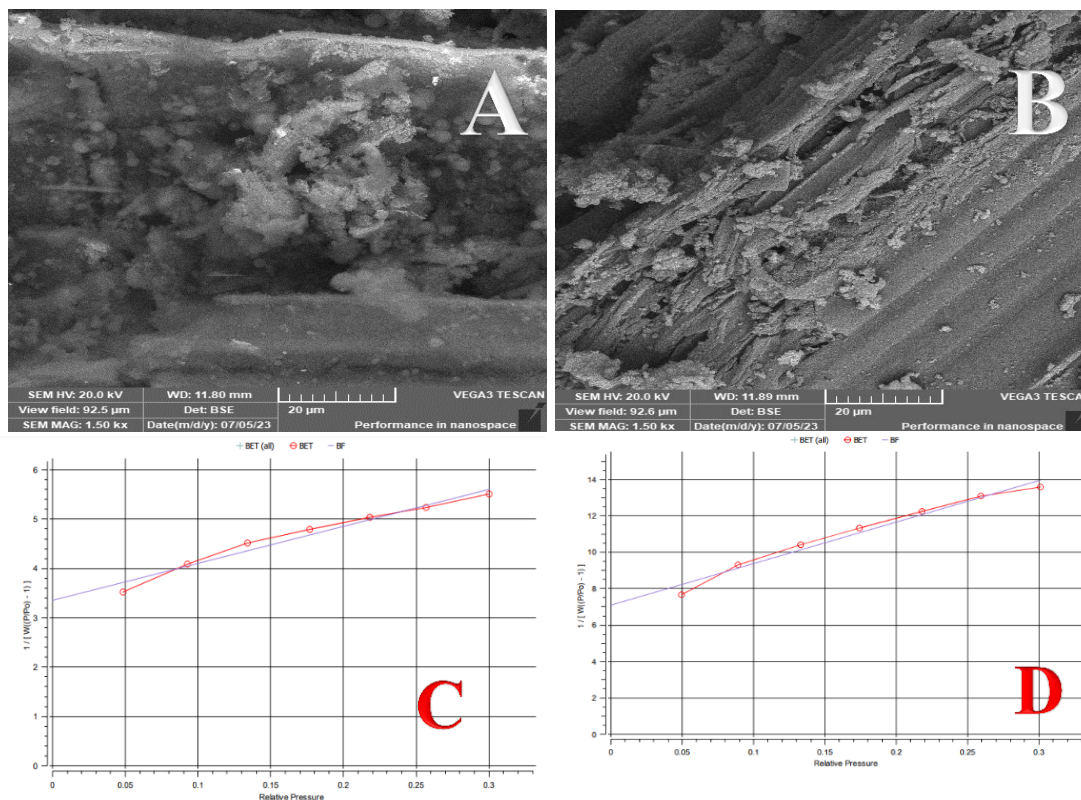 A
SEM HV: 20.0 kV WD: 11.80 mm VEGA3 TESCAN
View field: 92.5 µm Det: BSE 20 µm
SEM MAG: 1.50 kx Date(m/d/y): 07/05/23 Performance in nanospace
B
SEM HV: 20.0 kV WD: 11.89 mm VEGA3 TESCA
View field: 92.6 µm Det: BSE 20 µm
SEM MAG: 1.50 kx Date(m/d/y): 07/05/23 Performance in nanospace
BET (all) BET BF
1 / [ W((P/Po) - 1) ]
6
5
4
3
2
1
0
0 0.05 0.1 0.15 0.2 0.25 0.3
Relative Pressure
C
BET (all) BET BF
1 / [ W((P/Po) - 1) ]
14
12
10
8
6
4
2
0
0 0.05 0.1 0.15 0.2 0.25 0.3
Relative Pressure
D